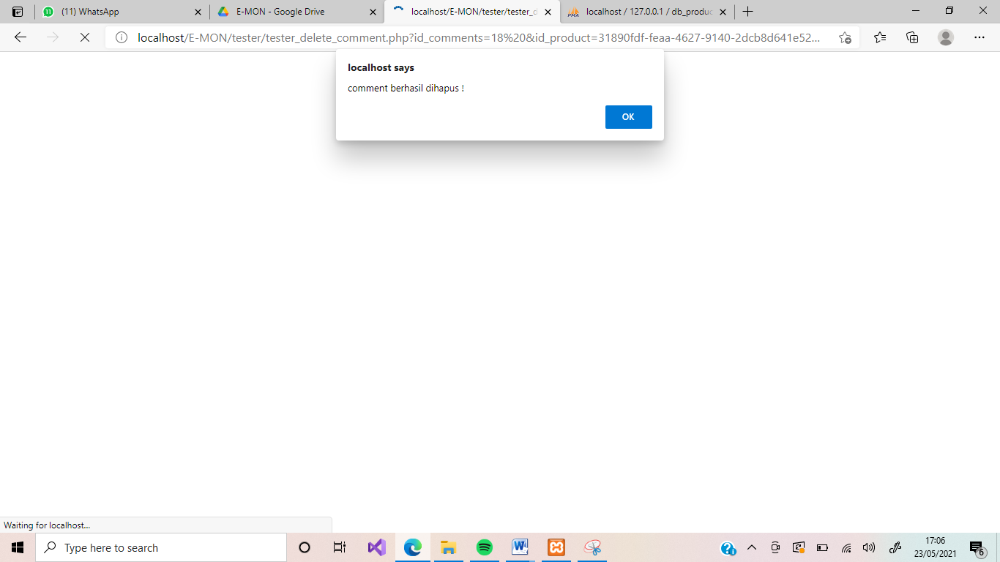 (11) WhatsApp
E-MON - Google Drive
localhost/E-MON/tester/tester_d
localhost / 127.0.0.1 / db_produc
localhost/E-MON/tester/tester_delete_comment.php?id_comments=18%20&id_product=31890fdf-feaa-4627-9140-2dcb8d641e52...
localhost says
comment berhasil dihapus !
OK
Waiting for localhost...
Type here to search
17:06
23/05/2021
6